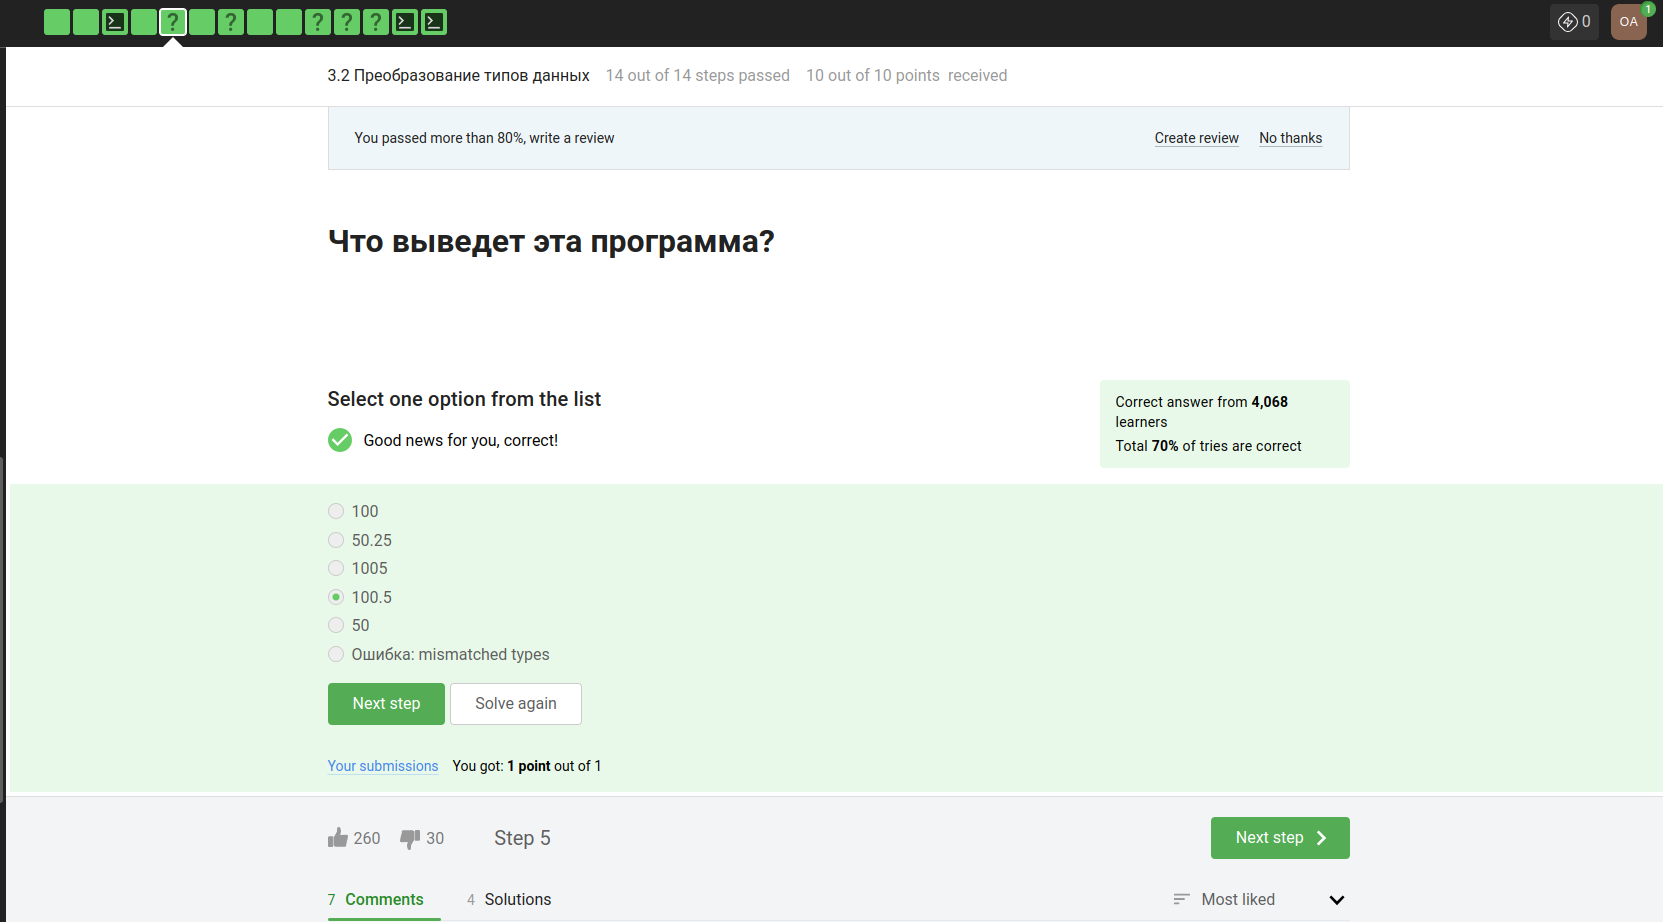 ? ? ? ? ?
0
OA
1
3.2 Преобразование типов данных 14 out of 14 steps passed 10 out of 10 points received
You passed more than 80%, write a review
Create review No thanks
Что выведет эта программа?
Select one option from the list
Good news for you, correct!
Correct answer from 4,068
learners
Total 70% of tries are correct
100
50.25
1005
100.5
50
Ошибка: mismatched types
Next step Solve again
Your submissions You got: 1 point out of 1
260 30 Step 5
Next step
7 Comments 4 Solutions
Most liked